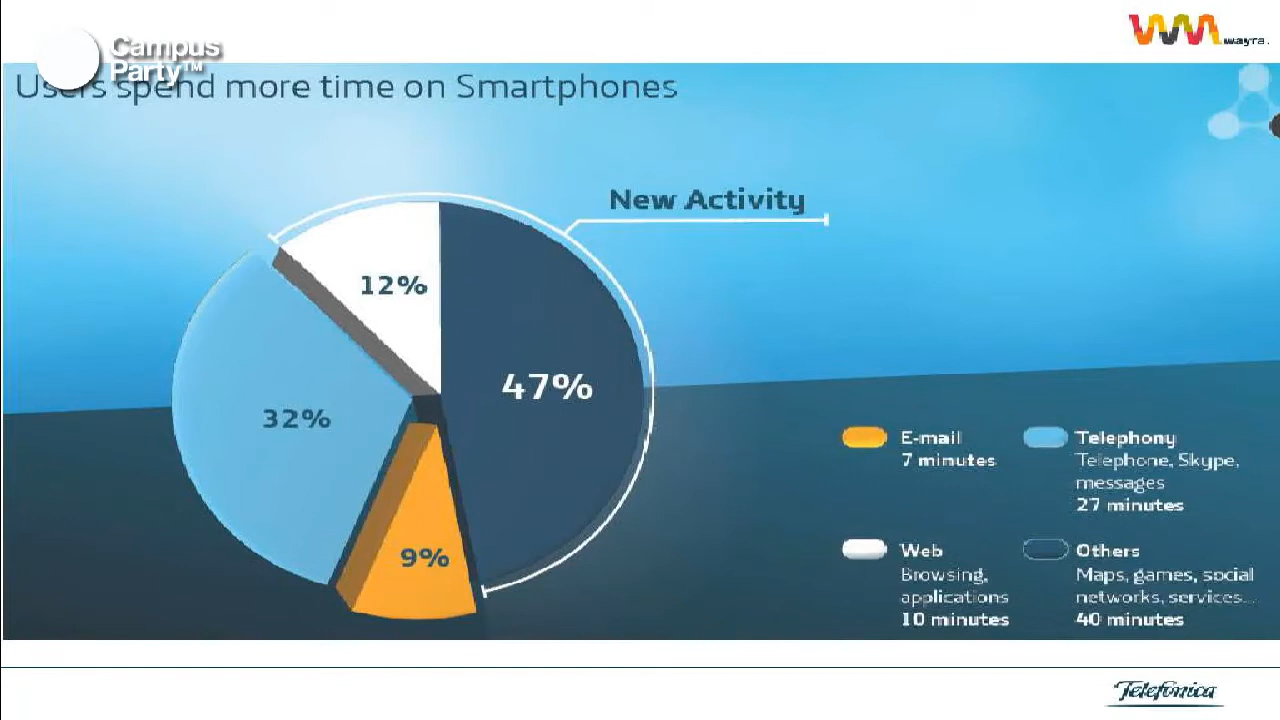 Campus
Party™
wayra.
Users spend more time on Smartphones
New Activity
12%
47%
32%
9%
E-mail
7 minutes
Telephony
Telephone, Skype,
messages
27 minutes
Web
Browsing,
applications
10 minutes
Others
Maps, games, social
networks, services...
40 minutes
Telefónica